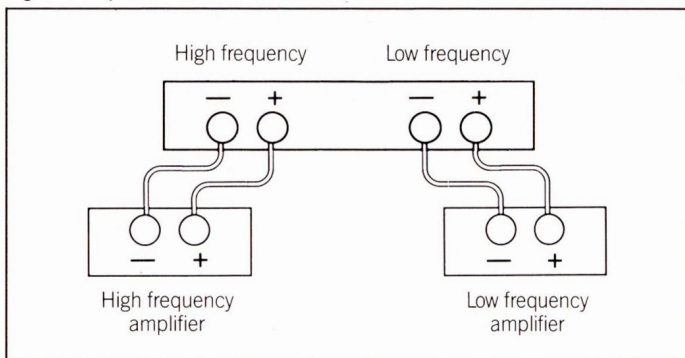 High frequency Low frequency
— + — +
— + — +
High frequency Low frequency
amplifier amplifier